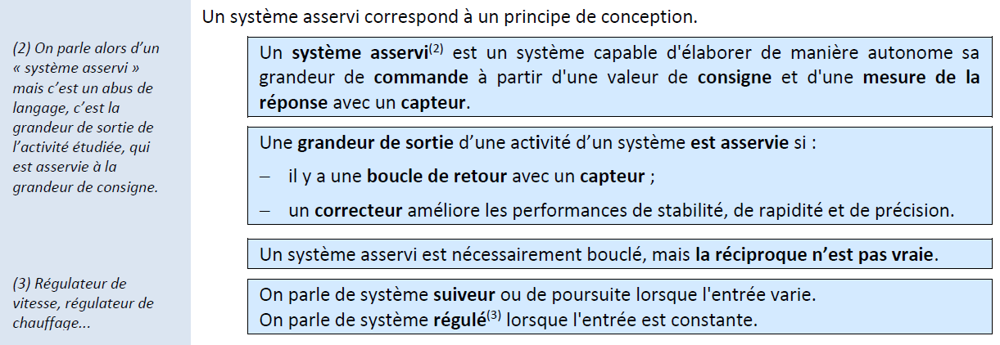 Un système asservi correspond à un principe de conception.
(2) On parle alors d’un
« système asservi »
mais c’est un abus de
langage, c’est la
grandeur de sortie de
l’activité étudiée, qui
est asservie à la
grandeur de consigne.
Un système asservi(2) est un système capable d'élaborer de manière autonome sa
grandeur de commande à partir d'une valeur de consigne et d'une mesure de la
réponse avec un capteur.
Une grandeur de sortie d’une activité d’un système est asservie si :
− il y a une boucle de retour avec un capteur ;
− un correcteur améliore les performances de stabilité, de rapidité et de précision.
Un système asservi est nécessairement bouclé, mais la réciproque n’est pas vraie.
(3) Régulateur de
vitesse, régulateur de
chauffage...
On parle de système suiveur ou de poursuite lorsque l'entrée varie.
On parle de système régulé(3) lorsque l'entrée est constante.